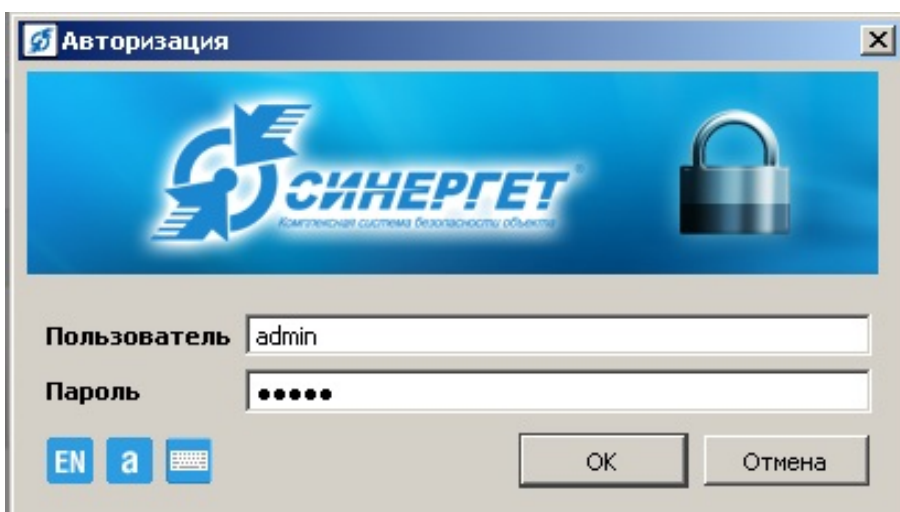 Авторизация
СИНЕРГЕТ®
Комплексная система безопасности объекта
Пользователь admin
Пароль •••••
EN a OK Отмена